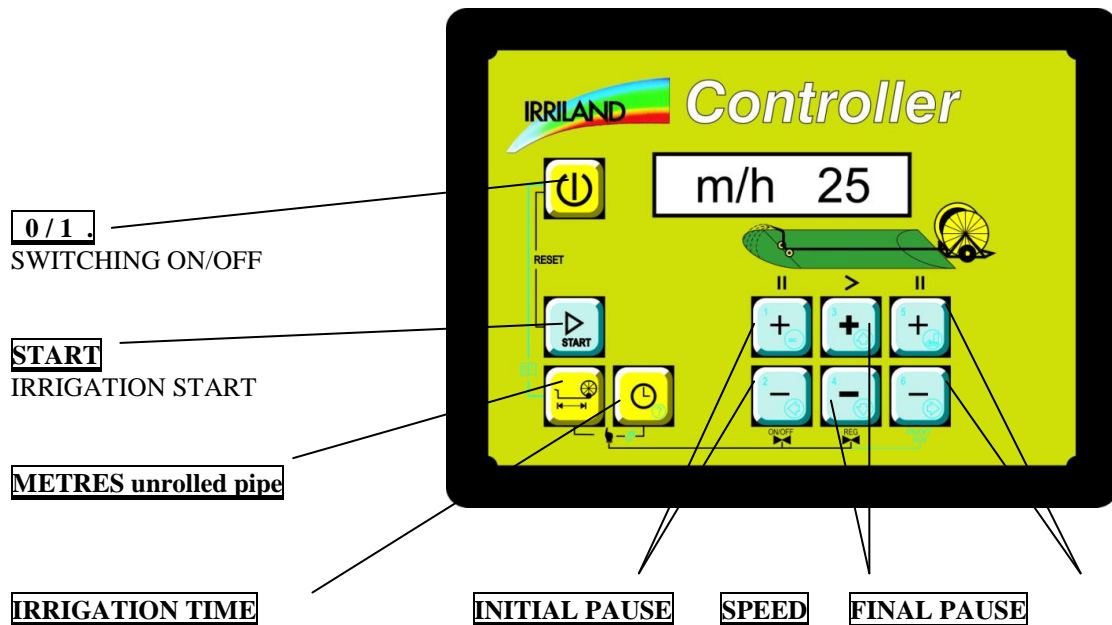 IRRILAND Controller
m/h 25
0 / 1 .
SWITCHING ON/OFF
RESET
START
IRRIGATION START
START
II > II
1 + 3 + 5 +
2 - 4 - 6 -
ON/OFF REG
METRES unrolled pipe
IRRIGATION TIME INITIAL PAUSE SPEED FINAL PAUSE